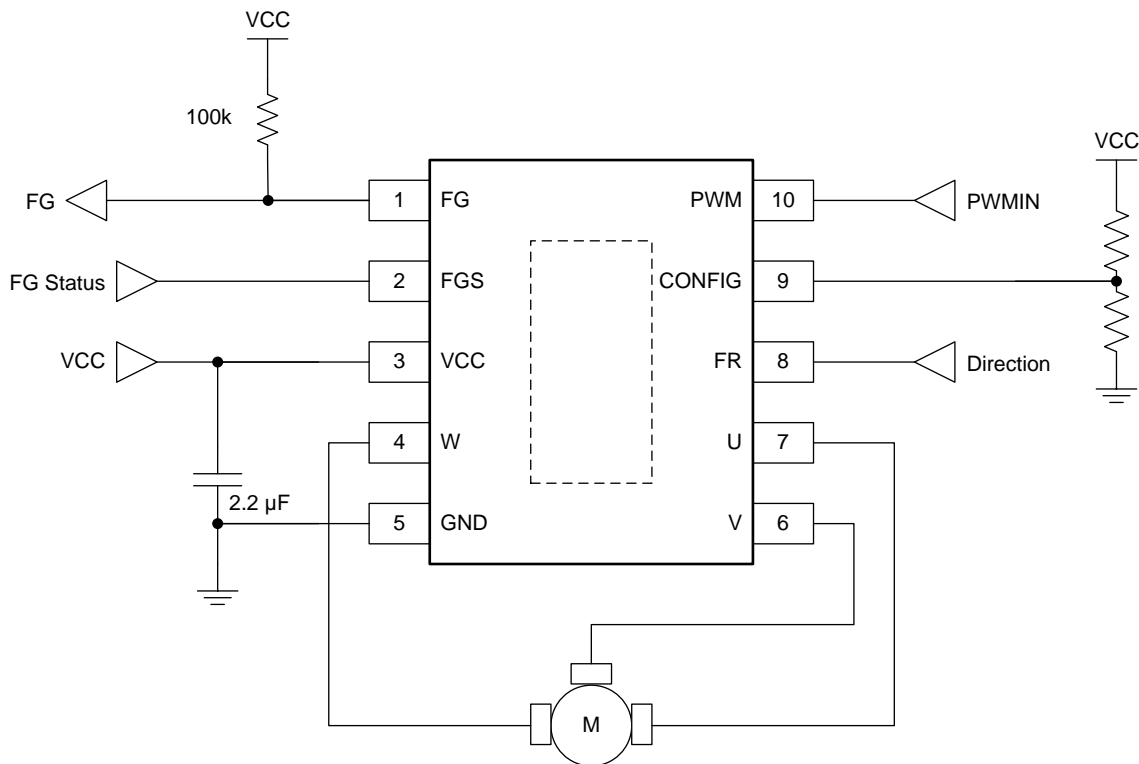 VCC
100k
VCC
FG
1
FG
PWM
10
PWMIN
FG Status
2
FGS
CONFIG
9
VCC
3
VCC
FR
8
Direction
4
W
U
7
2.2 µF
5
GND
V
6
M